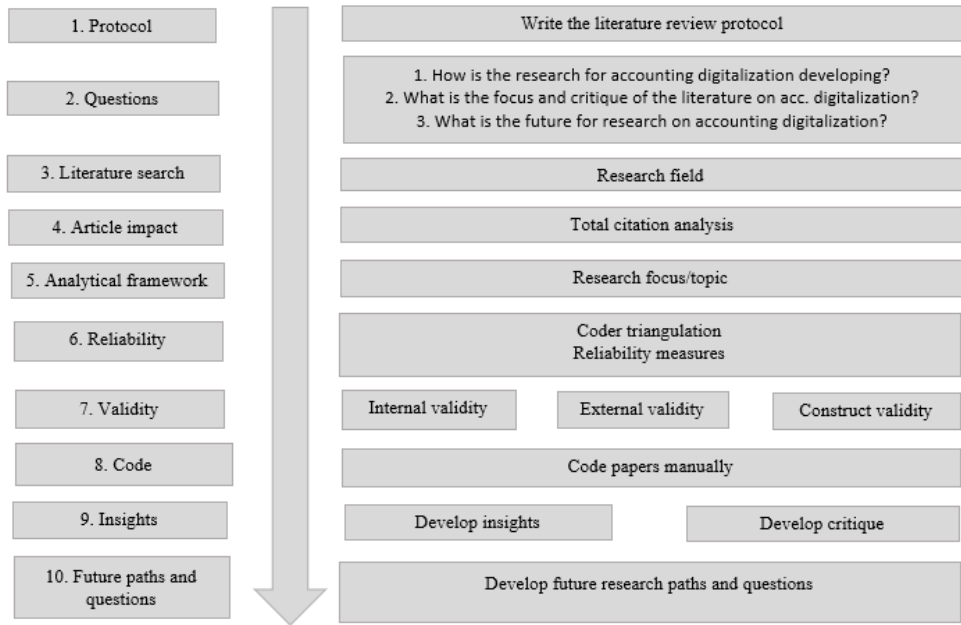 1. Protocol
Write the literature review protocol
2. Questions
1. How is the research for accounting digitalization developing?
2. What is the focus and critique of the literature on acc. digitalization?
3. What is the future for research on accounting digitalization?
3. Literature search
Research field
4. Article impact
Total citation analysis
5. Analytical framework
Research focus/topic
6. Reliability
Coder triangulation
Reliability measures
7. Validity
Internal validity
External validity
Construct validity
8. Code
Code papers manually
9. Insights
Develop insights
Develop critique
10. Future paths and
questions
Develop future research paths and questions